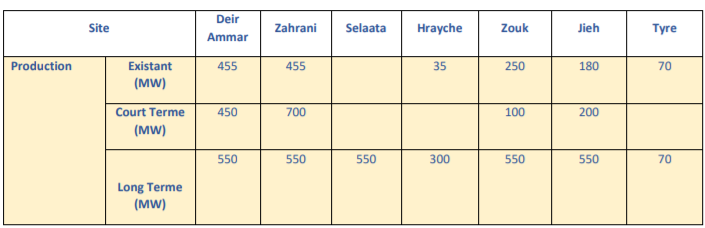 Site Deir Ammar Zahrani Selaata Hrayche Zouk Jieh Tyre
Production Existant (MW) 455 455 35 250 180 70
Court Terme (MW) 450 700 100 200
Long Terme (MW) 550 550 550 300 550 550 70